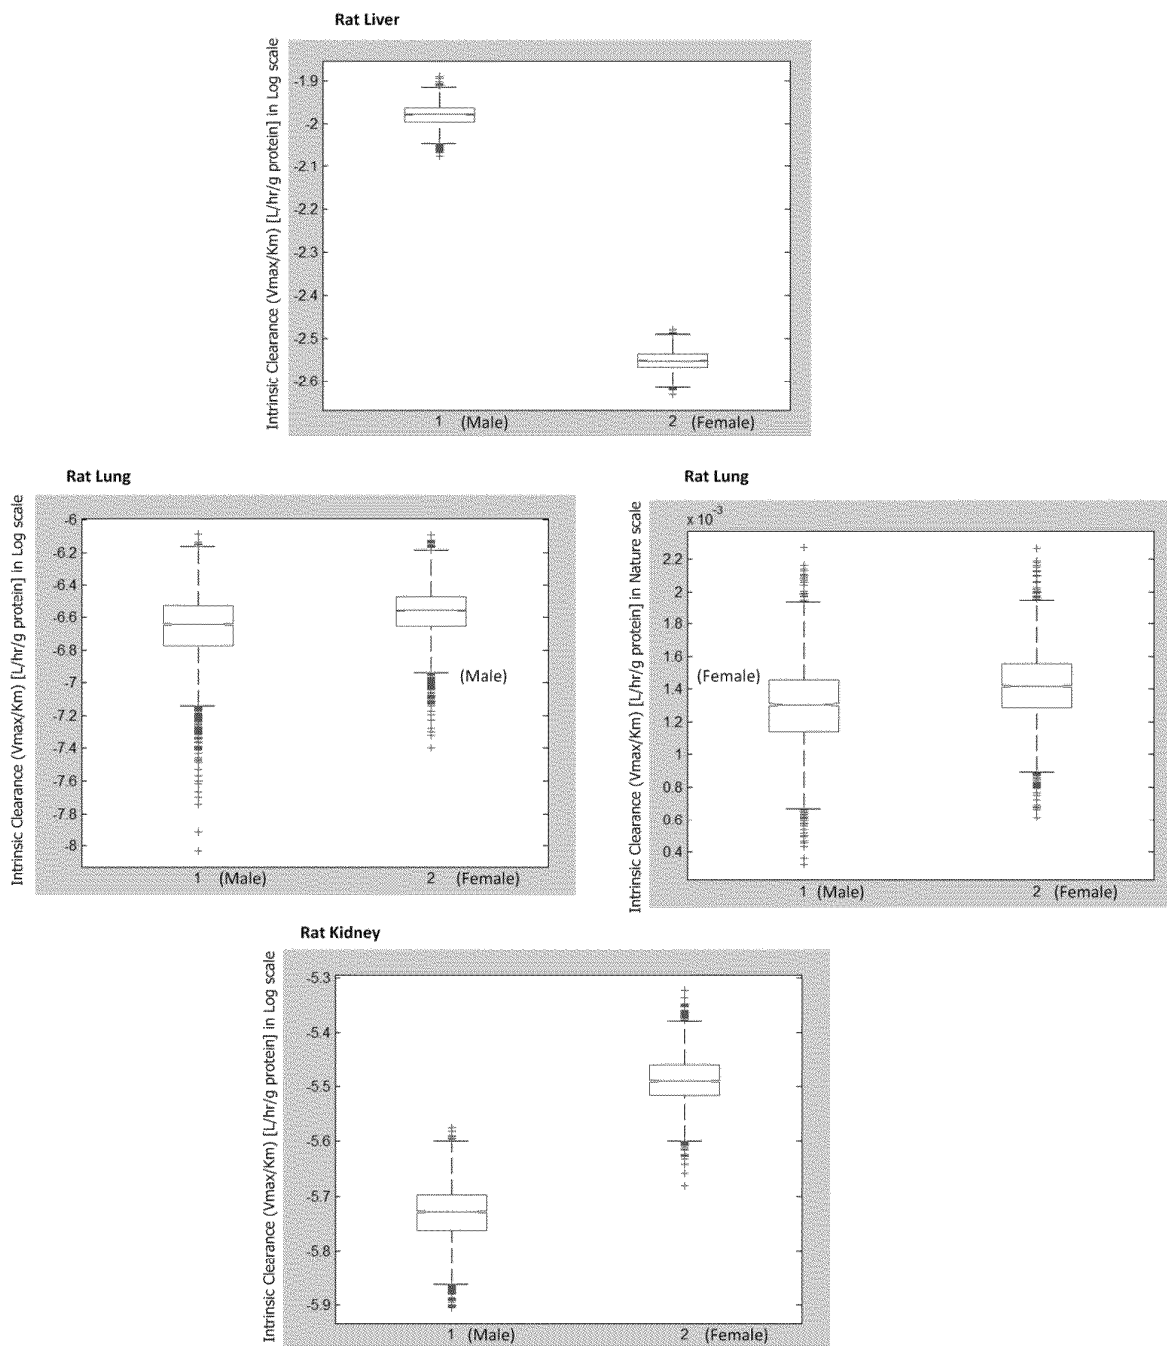 Rat Liver
Intrinsic Clearance (Vmax/Km) [L/hr/g protein] in Log scale
-1.9
-2
-2.1
-2.2
-2.3
-2.4
-2.5
-2.6
1 (Male) 2 (Female)
Rat Lung
Intrinsic Clearance (Vmax/Km) [L/hr/g protein] in Log scale
-6
-6.2
-6.4
-6.6
-6.8
-7
-7.2
-7.4
-7.6
-7.8
-8
(Male)
1 (Male) 2 (Female)
Rat Lung
Intrinsic Clearance (Vmax/Km) [L/hr/g protein] in Nature scale
x 10-3
2.2
2
1.8
1.6
1.4
1.2
1
0.8
0.6
0.4
(Female)
1 (Male) 2 (Female)
Rat Kidney
Intrinsic Clearance (Vmax/Km) [L/hr/g protein] in Log scale
-5.3
-5.4
-5.5
-5.6
-5.7
-5.8
-5.9
1 (Male) 2 (Female)